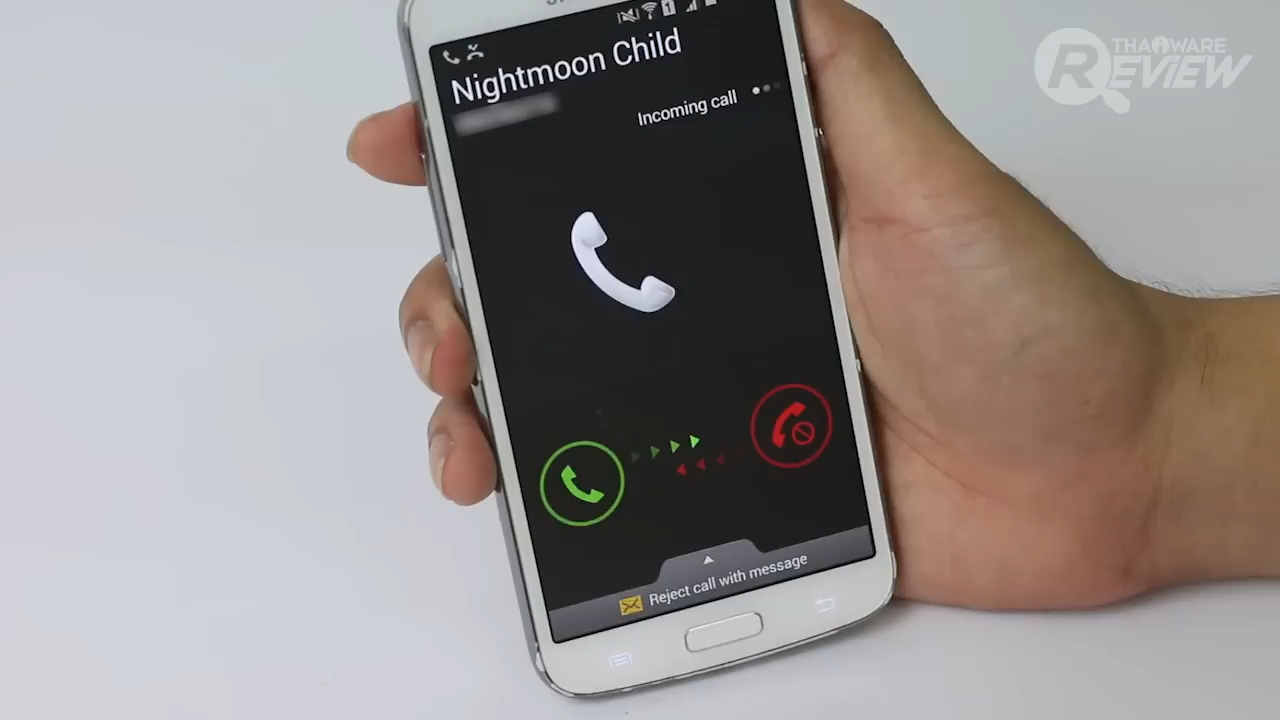 Nightmoon Child
Incoming call
Reject call with message
THAIWARE
REVIEW